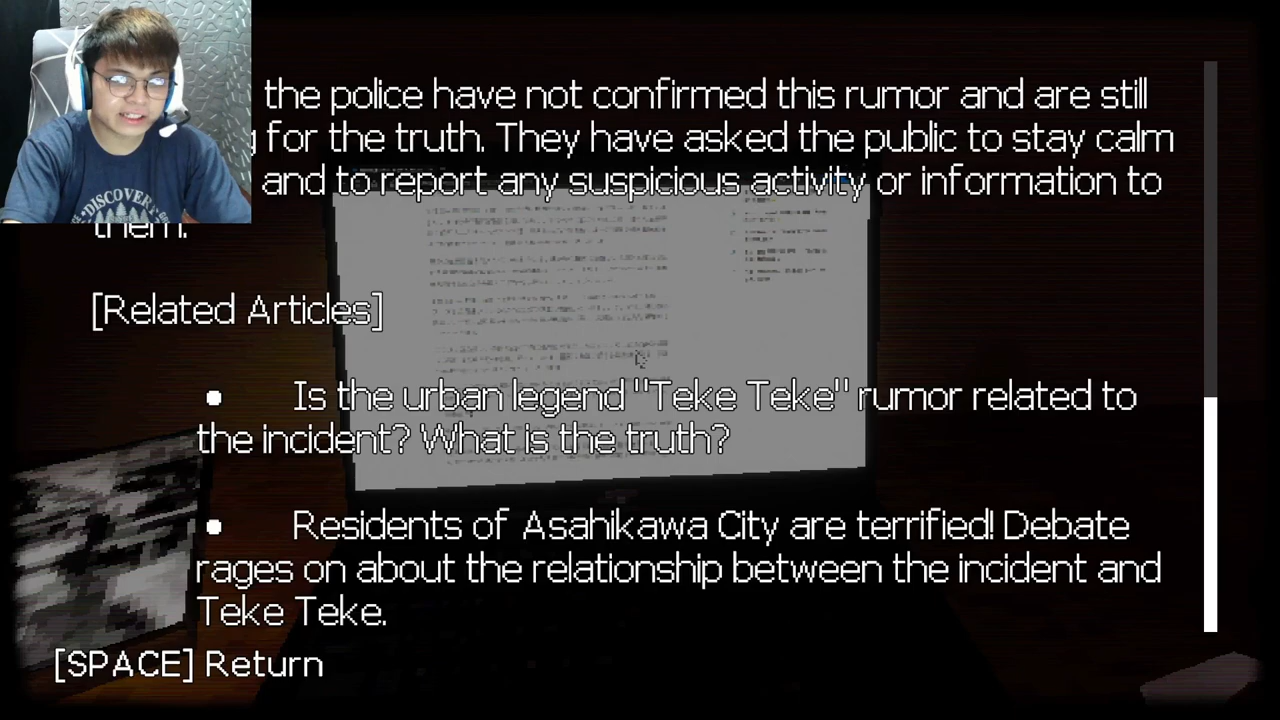 the police have not confirmed this rumor and are still
for the truth. They have asked the public to stay calm
and to report any suspicious activity or information to
them.
[Related Articles]
• Is the urban legend "Teke Teke" rumor related to
the incident? What is the truth?
• Residents of Asahikawa City are terrified! Debate
rages on about the relationship between the incident and
Teke Teke.
[SPACE] Return
DISCOVER